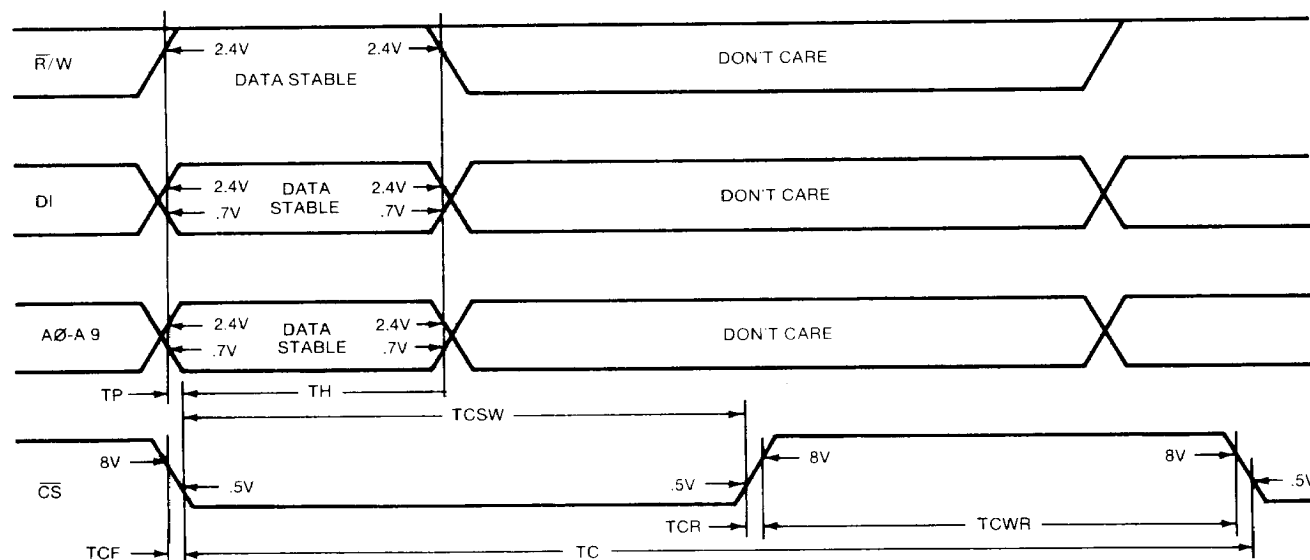 R̅/W
2.4V
2.4V
DATA STABLE
DON'T CARE
DI
2.4V
.7V
DATA
STABLE
2.4V
.7V
DON'T CARE
AØ-A 9
2.4V
.7V
DATA
STABLE
2.4V
.7V
DON'T CARE
TP
TH
TCSW
C̅S̅
8V
.5V
.5V
8V
8V
.5V
TCR
TCWR
TCF
TC